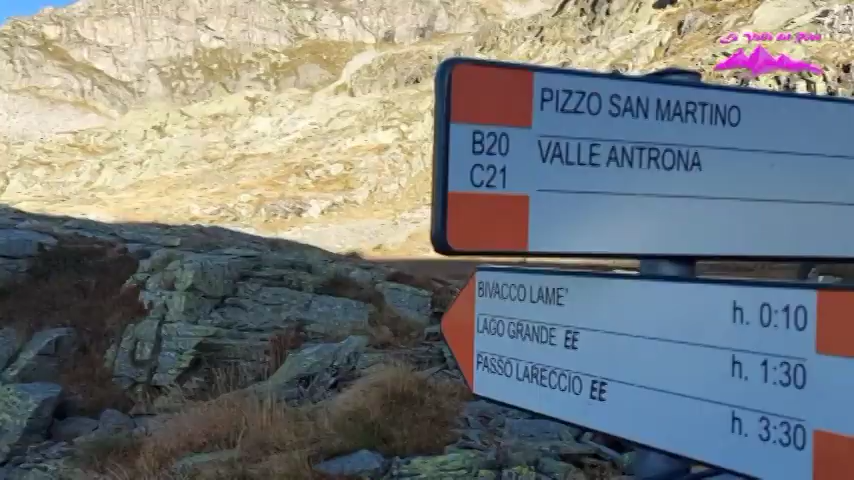 PIZZO SAN MARTINO
B20 VALLE ANTRONA
C21
BIVACCO LAME' h. 0:10
LAGO GRANDE EE h. 1:30
PASSO LARECCIO EE h. 3:30